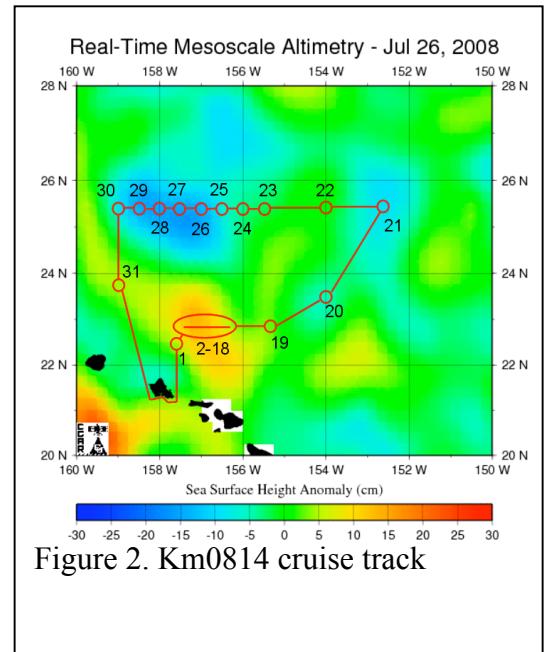 Real-Time Mesoscale Altimetry - Jul 26, 2008
160 W 158 W 156 W 154 W 152 W 150 W
28 N 28 N
26 N 26 N
30 29 27 25 23 22
28 26 24 21
24 N 24 N
31
20
22 N 22 N
1 2-18 19
20 N 20 N
160 W 158 W 156 W 154 W 152 W 150 W
Sea Surface Height Anomaly (cm)
-30 -25 -20 -15 -10 -5 0 5 10 15 20 25 30
Figure 2. Km0814 cruise track